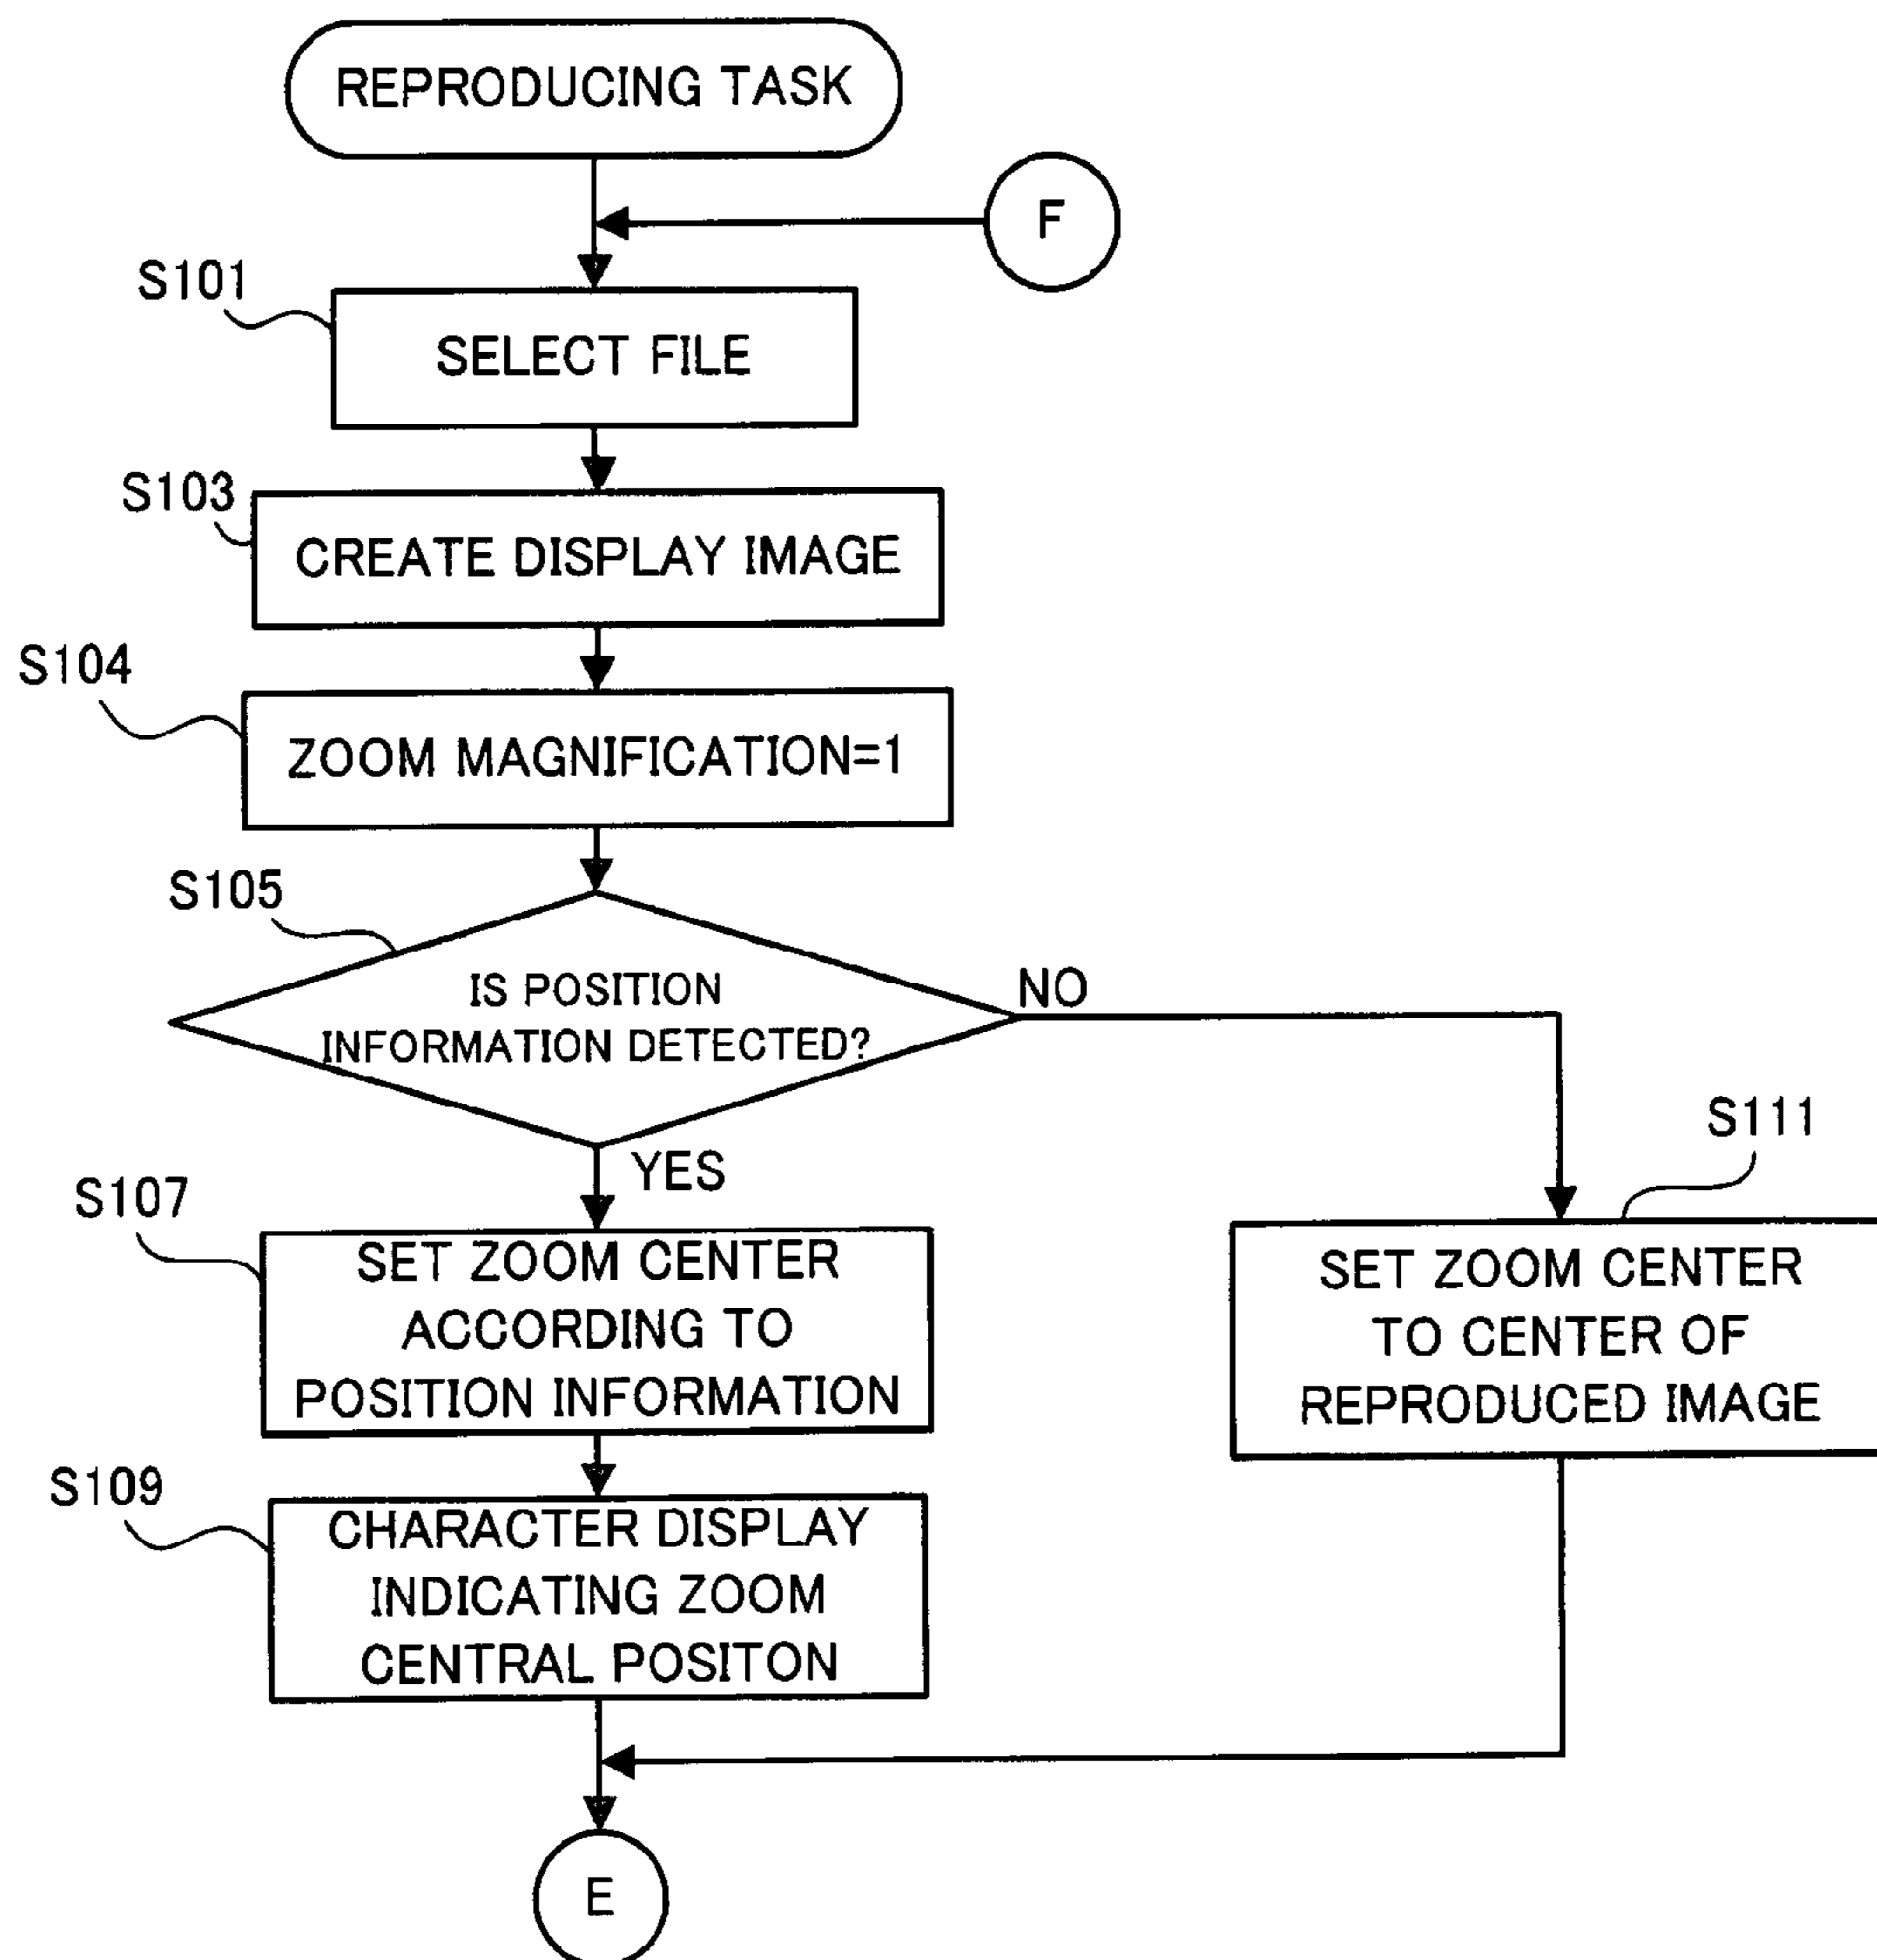 REPRODUCING TASK
F
S101
SELECT FILE
S103
CREATE DISPLAY IMAGE
S104
ZOOM MAGNIFICATION=1
S105
IS POSITION
INFORMATION DETECTED?
NO
YES
S107
SET ZOOM CENTER
ACCORDING TO
POSITION INFORMATION
S111
SET ZOOM CENTER
TO CENTER OF
REPRODUCED IMAGE
S109
CHARACTER DISPLAY
INDICATING ZOOM
CENTRAL POSITON
E